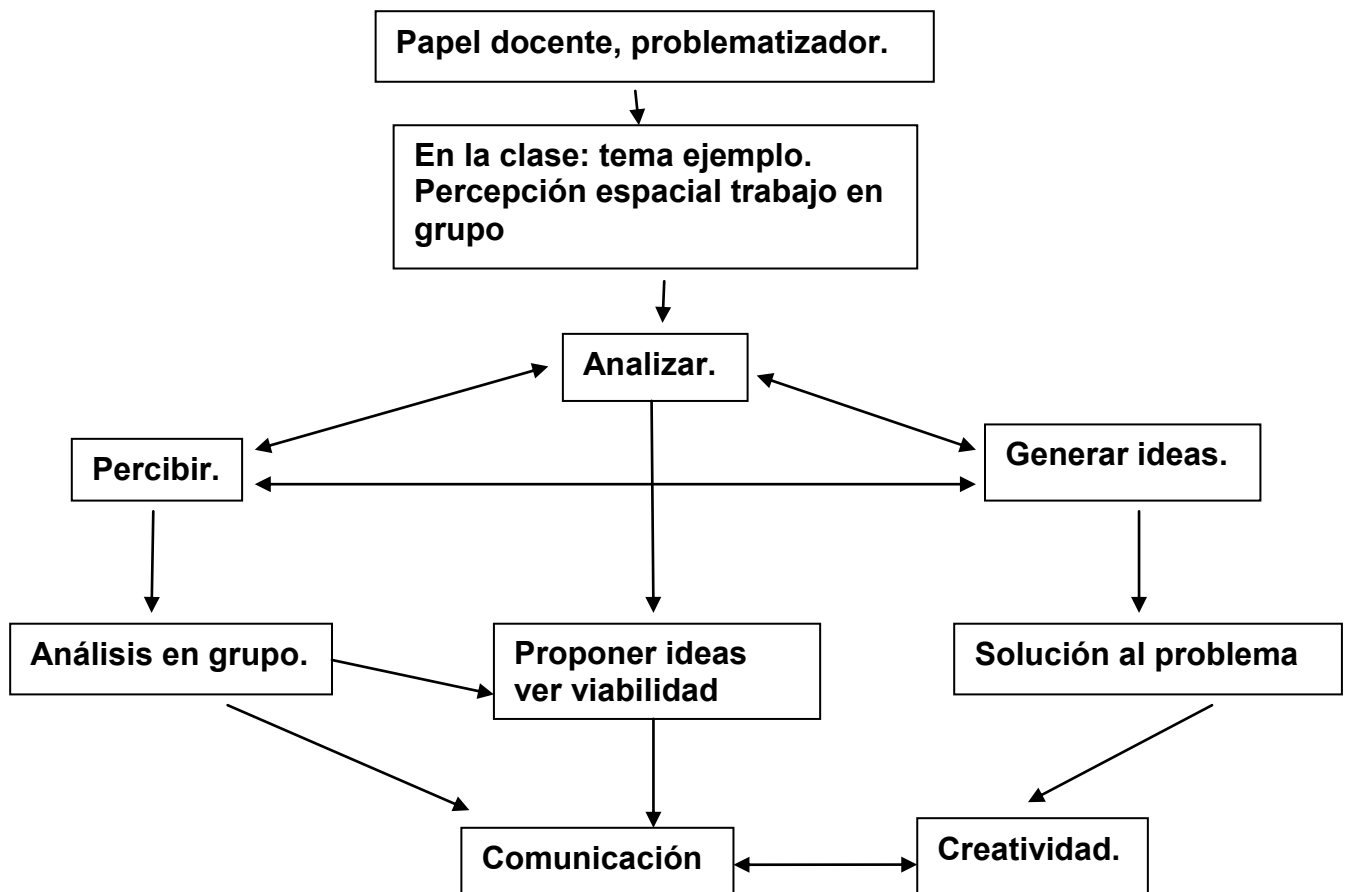 Papel docente, problematizador.
En la clase: tema ejemplo.
Percepción espacial trabajo en
grupo
Analizar.
Percibir.
Generar ideas.
Análisis en grupo.
Proponer ideas
ver viabilidad
Solución al problema
Comunicación
Creatividad.